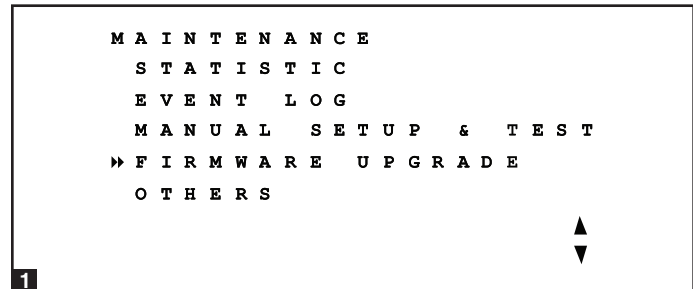 MAINTENANCE
STATISTIC
EVENT LOG
MANUAL SETUP & TEST
FIRMWARE UPGRADE
OTHERS
1